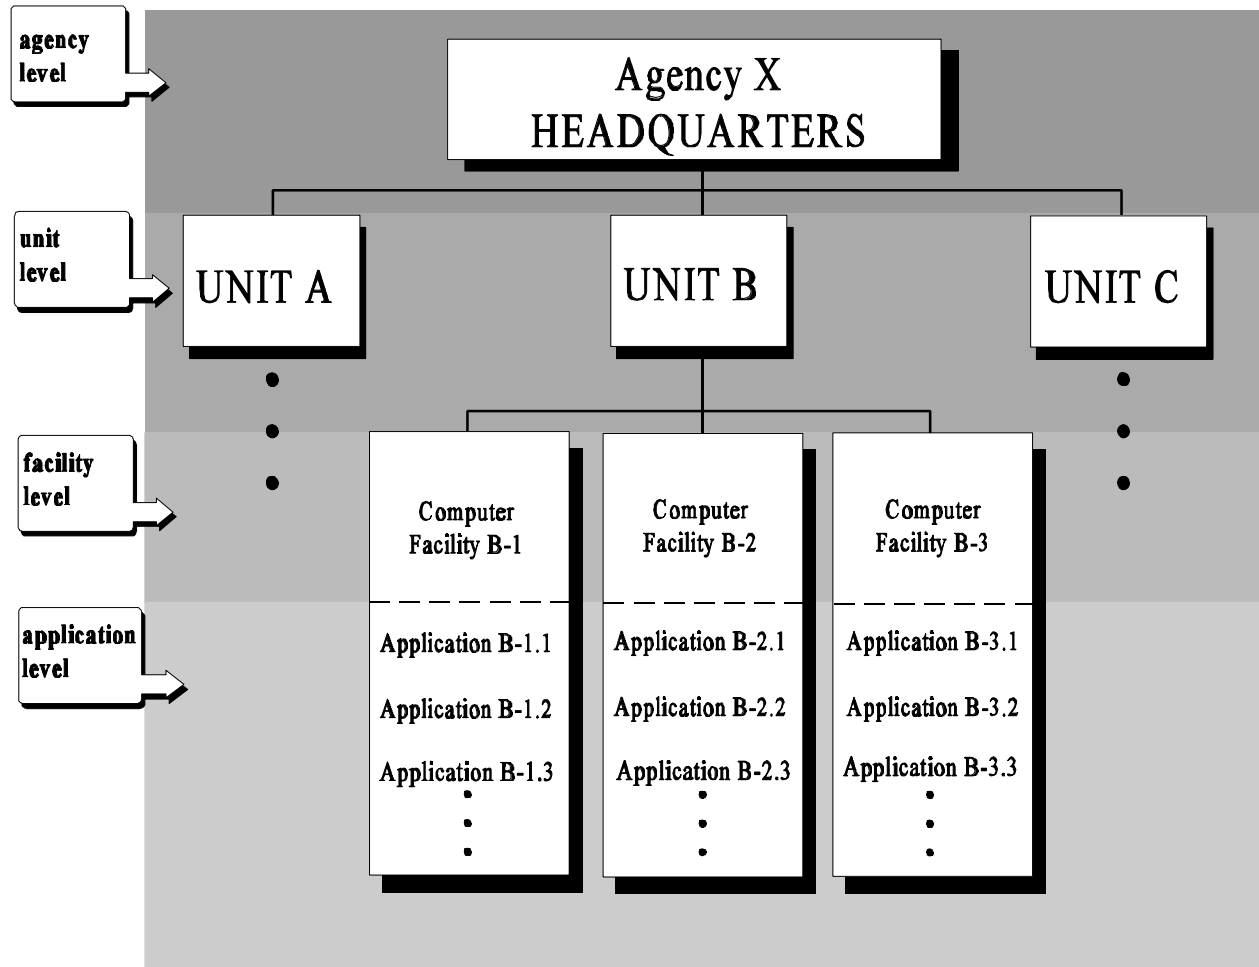 agency
level
Agency X
HEADQUARTERS
unit
level
UNIT A
UNIT B
UNIT C
facility
level
Computer
Facility B-1
Computer
Facility B-2
Computer
Facility B-3
application
level
Application B-1.1
Application B-1.2
Application B-1.3
Application B-2.1
Application B-2.2
Application B-2.3
Application B-3.1
Application B-3.2
Application B-3.3